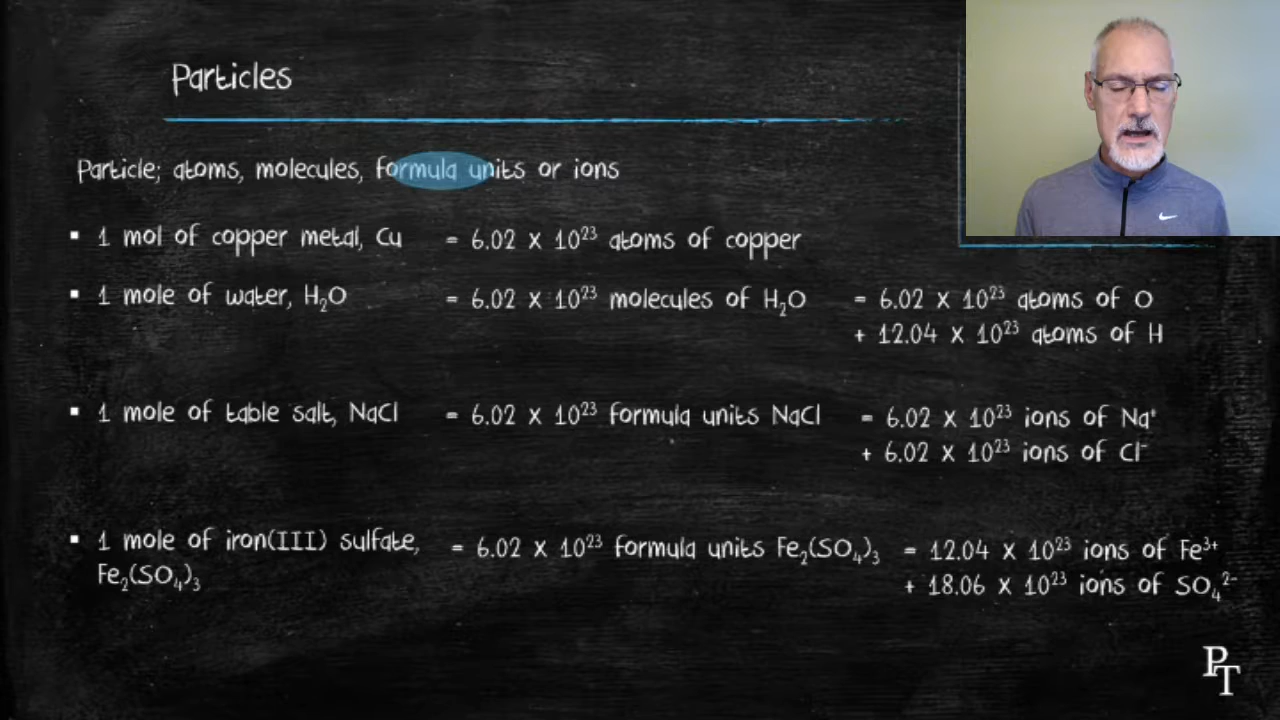 Particles
Particle; atoms, molecules, formula units or ions
▪ 1 mol of copper metal, Cu = 6.02 X 10²³ atoms of copper
▪ 1 mole of water, H₂O = 6.02 X 10²³ molecules of H₂O = 6.02 X 10²³ atoms of O
+ 12.04 X 10²³ atoms of H
▪ 1 mole of table salt, NaCl = 6.02 X 10²³ formula units NaCl = 6.02 X 10²³ ions of Na⁺
+ 6.02 X 10²³ ions of Cl⁻
▪ 1 mole of iron(III) sulfate, = 6.02 X 10²³ formula units Fe₂(SO₄)₃ = 12.04 X 10²³ ions of Fe³⁺
Fe₂(SO₄)₃ + 18.06 X 10²³ ions of SO₄²⁻
PT